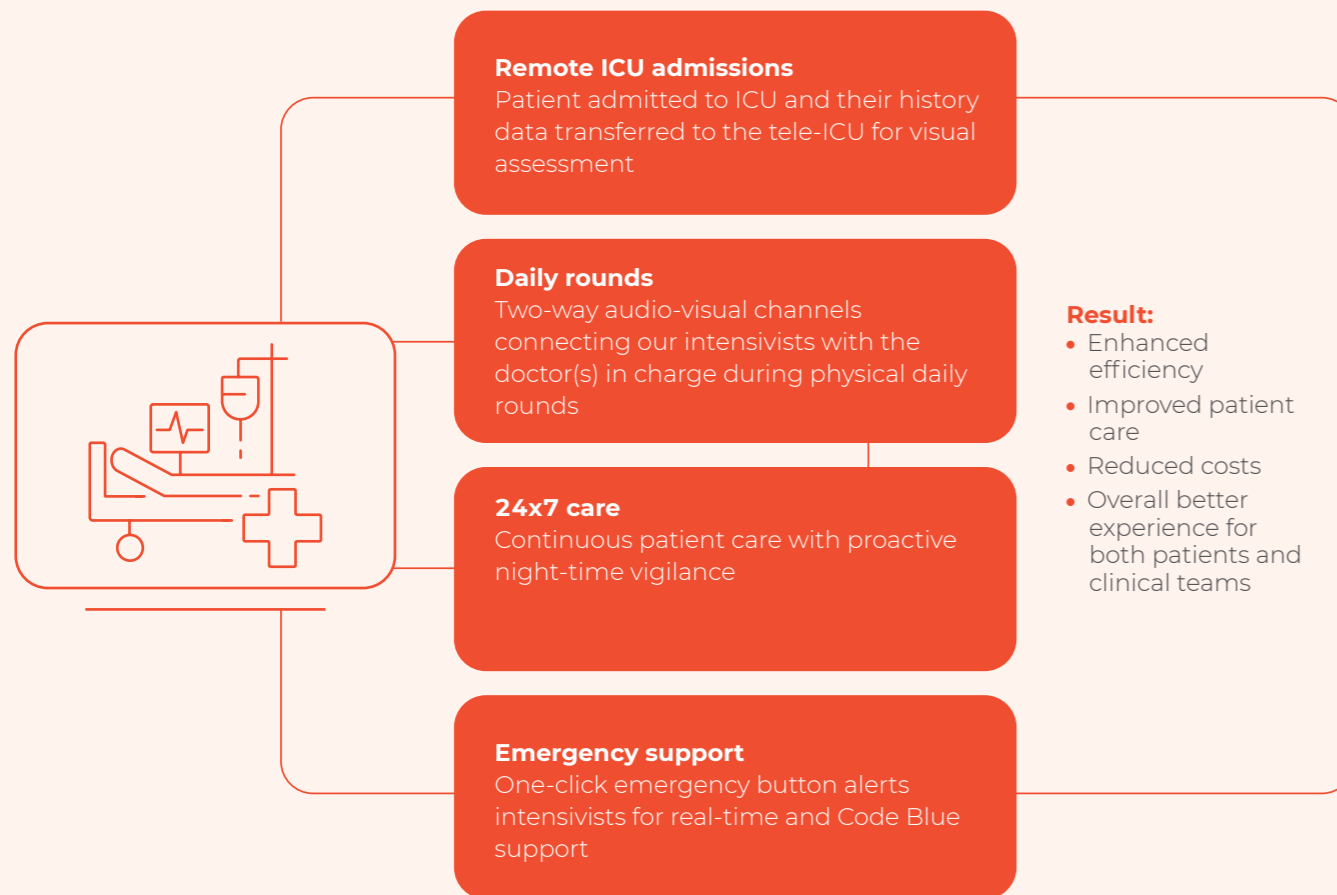 Remote ICU admissions
Patient admitted to ICU and their history
data transferred to the tele-ICU for visual
assessment
Daily rounds
Two-way audio-visual channels
connecting our intensivists with the
doctor(s) in charge during physical daily
rounds
24x7 care
Continuous patient care with proactive
night-time vigilance
Emergency support
One-click emergency button alerts
intensivists for real-time and Code Blue
support
Result:
• Enhanced
efficiency
• Improved patient
care
• Reduced costs
• Overall better
experience for
both patients and
clinical teams